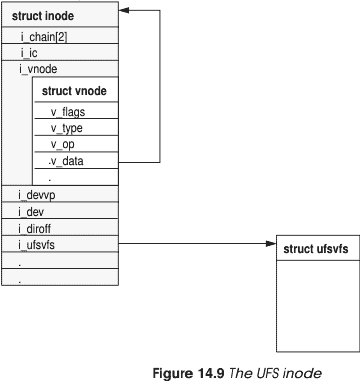 struct inode
i_chain[2]
i_ic
i_vnode
struct vnode
v_flags
v_type
v_op
.v_data
.
i_devvp
i_dev
i_diroff
i_ufsvfs
.
.
struct ufsvfs
Figure 14.9 The UFS inode